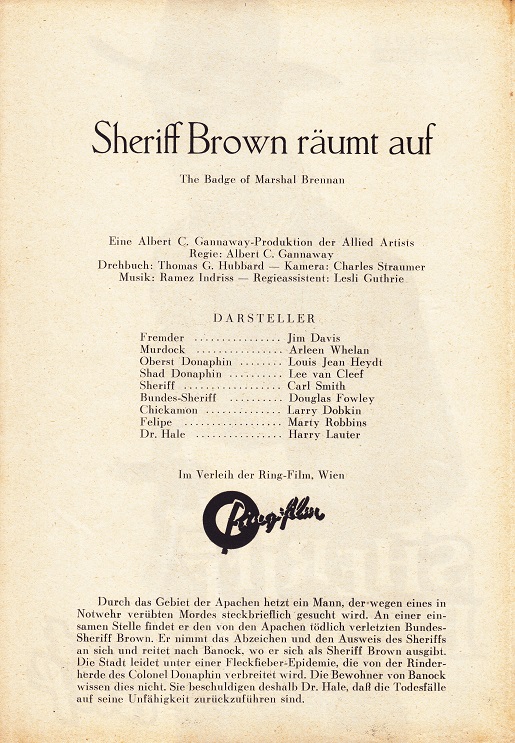 Sheriff Brown räumt auf
The Badge of Marshal Brennan
Eine Albert C. Gannaway-Produktion der Allied Artists
Regie: Albert C. Gannaway
Drehbuch: Thomas G. Hubbard — Kamera: Charles Straumer
Musik: Ramez Indriss — Regieassistent: Lesli Guthrie
DARSTELLER
Fremder ............... Jim Davis
Murdock ............... Arleen Whelan
Oberst Donaphin ....... Louis Jean Heydt
Shad Donaphin ......... Lee van Cleef
Sheriff ............... Carl Smith
Bundes-Sheriff ......... Douglas Fowley
Chickamon ............. Larry Dobkin
Felipe ................. Marty Robbins
Dr. Hale ............... Harry Lauter
Im Verleih der Ring-Film, Wien
Ring-film
Durch das Gebiet der Apachen hetzt ein Mann, der wegen eines in
Notwehr verübten Mordes steckbrieflich gesucht wird. An einer ein-
samen Stelle findet er den von den Apachen tödlich verletzten Bundes-
Sheriff Brown. Er nimmt das Abzeichen und den Ausweis des Sheriffs
an sich und reitet nach Banock, wo er sich als Sheriff Brown ausgibt.
Die Stadt leidet unter einer Fleckfieber-Epidemie, die von der Rinder-
herde des Colonel Donaphin verbreitet wird. Die Bewohner von Banock
wissen dies nicht. Sie beschuldigen deshalb Dr. Hale, daß die Todesfälle
auf seine Unfähigkeit zurückzuführen sind.